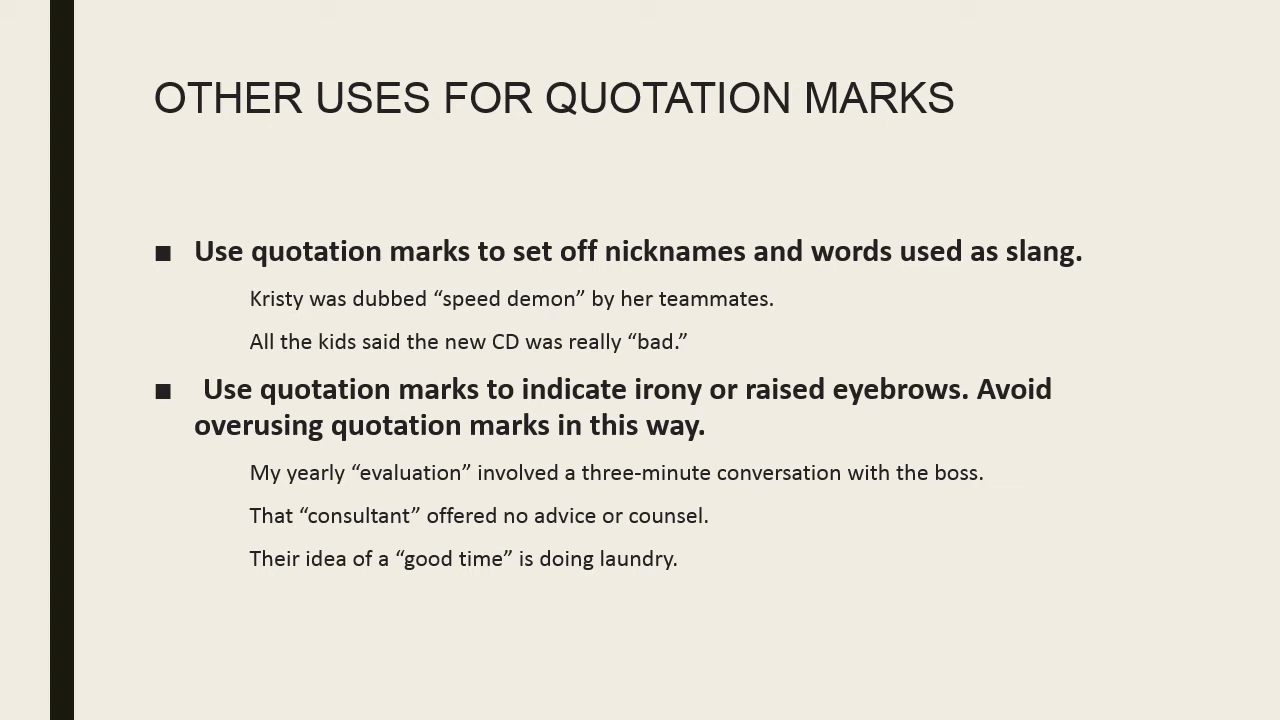 OTHER USES FOR QUOTATION MARKS
■ Use quotation marks to set off nicknames and words used as slang.
Kristy was dubbed “speed demon” by her teammates.
All the kids said the new CD was really “bad.”
■ Use quotation marks to indicate irony or raised eyebrows. Avoid
overusing quotation marks in this way.
My yearly “evaluation” involved a three-minute conversation with the boss.
That “consultant” offered no advice or counsel.
Their idea of a “good time” is doing laundry.